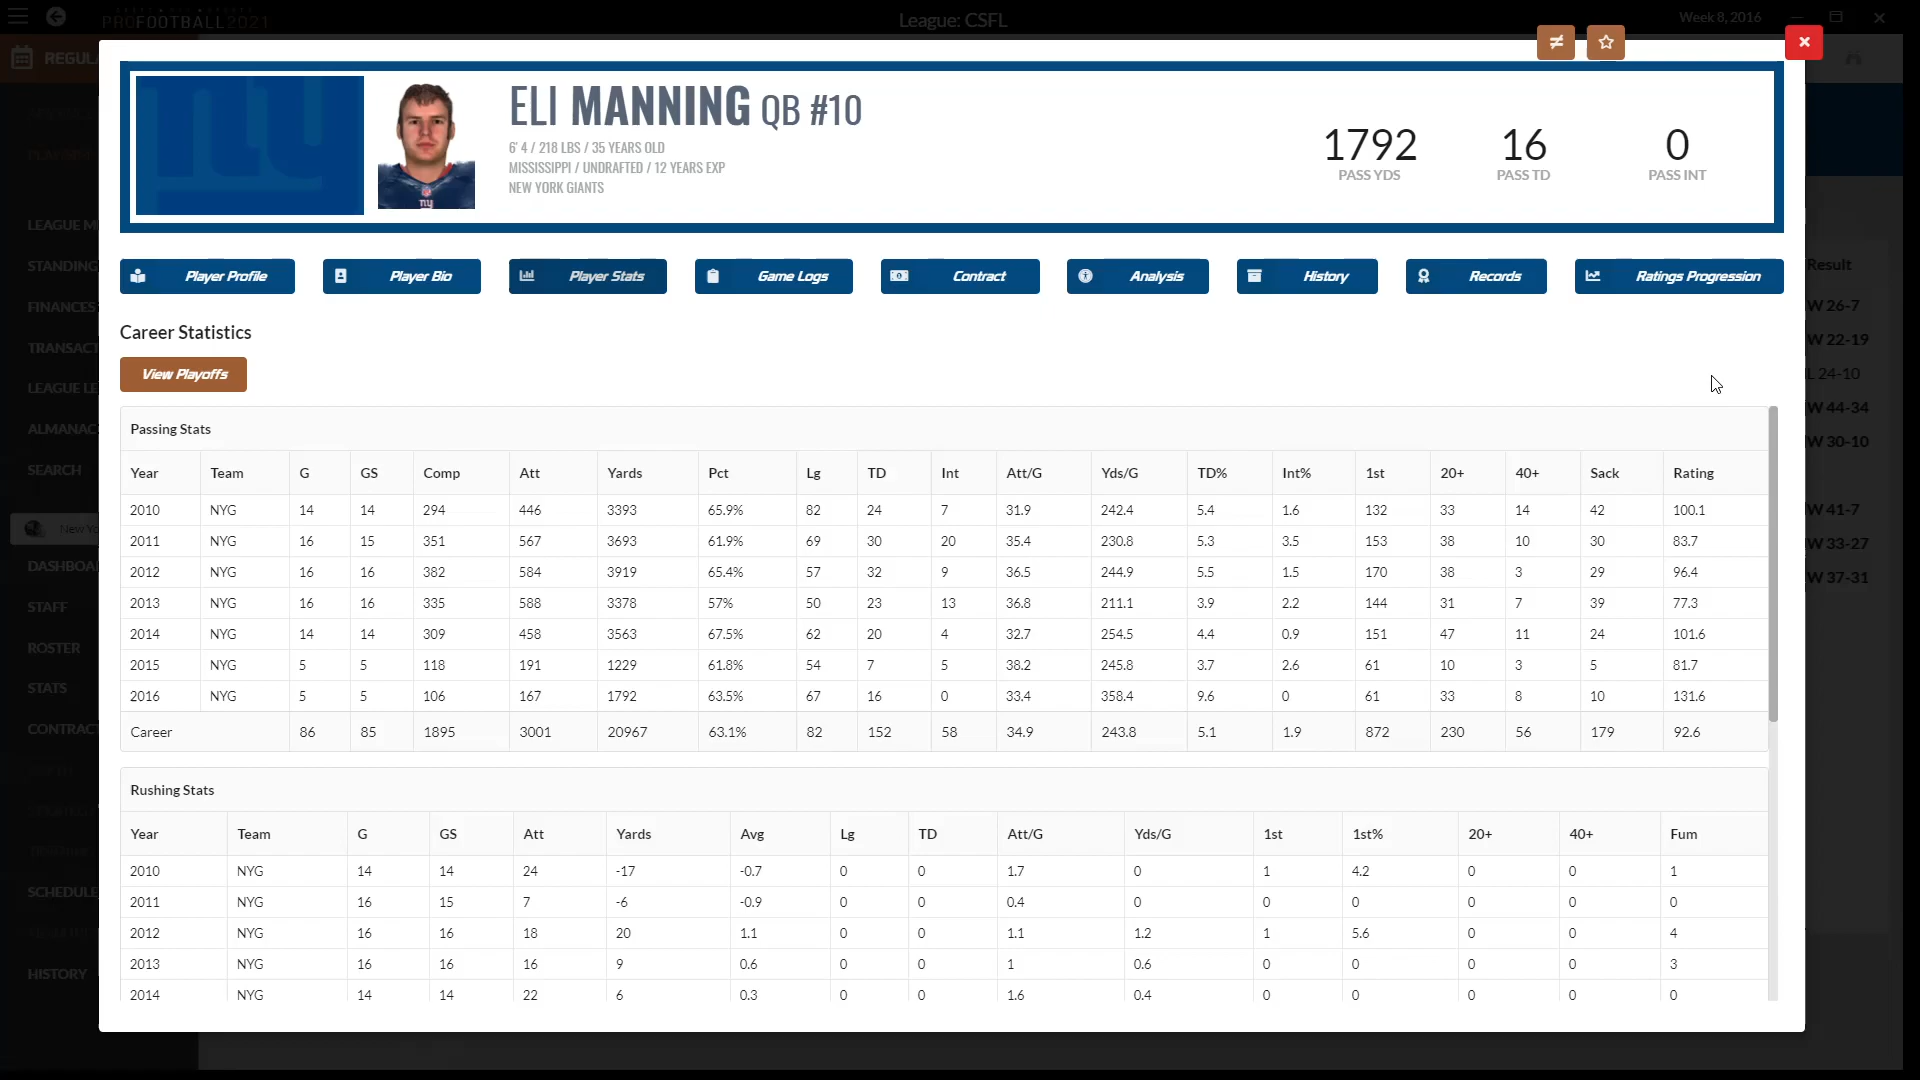 PROFOOTBALL2021
League: CSFL
Week 8, 2016
REGUL
ELI MANNING QB #10
6' 4 / 218 LBS / 35 YEARS OLD
MISSISSIPPI / UNDRAFTED / 12 YEARS EXP
NEW YORK GIANTS
1792 16 0
PASS YDS PASS TD PASS INT
ny
Player Profile Player Bio Player Stats Game Logs Contract Analysis History Records Ratings Progression
Career Statistics
View Playoffs
Passing Stats
Year Team G GS Comp Att Yards Pct Lg TD Int Att/G Yds/G TD% Int% 1st 20+ 40+ Sack Rating
2010 NYG 14 14 294 446 3393 65.9% 82 24 7 31.9 242.4 5.4 1.6 132 33 14 42 100.1
2011 NYG 16 15 351 567 3693 61.9% 69 30 20 35.4 230.8 5.3 3.5 153 38 10 30 83.7
2012 NYG 16 16 382 584 3919 65.4% 57 32 9 36.5 244.9 5.5 1.5 170 38 3 29 96.4
2013 NYG 16 16 335 588 3378 57% 50 23 13 36.8 211.1 3.9 2.2 144 31 7 39 77.3
2014 NYG 14 14 309 458 3563 67.5% 62 20 4 32.7 254.5 4.4 0.9 151 47 11 24 101.6
2015 NYG 5 5 118 191 1229 61.8% 54 7 5 38.2 245.8 3.7 2.6 61 10 3 5 81.7
2016 NYG 5 5 106 167 1792 63.5% 67 16 0 33.4 358.4 9.6 0 61 33 8 10 131.6
Career 86 85 1895 3001 20967 63.1% 82 152 58 34.9 243.8 5.1 1.9 872 230 56 179 92.6
Rushing Stats
Year Team G GS Att Yards Avg Lg TD Att/G Yds/G 1st 1st% 20+ 40+ Fum
2010 NYG 14 14 24 -17 -0.7 0 0 1.7 0 1 4.2 0 0 1
2011 NYG 16 15 7 -6 -0.9 0 0 0.4 0 0 0 0 0 0
2012 NYG 16 16 18 20 1.1 0 0 1.1 1.2 1 5.6 0 0 4
2013 NYG 16 16 16 9 0.6 0 0 1 0.6 0 0 0 0 3
2014 NYG 14 14 22 6 0.3 0 0 1.6 0.4 0 0 0 0 0
LEAGUE M
STANDING
FINANCES
TRANSACT
LEAGUE LE
ALMANAC
SEARCH
New Yo
DASHBOA
STAFF
ROSTER
STATS
CONTRACT
SCHEDULE
HISTORY
Result
W 26-7
W 22-19
L 24-10
W 44-34
W 30-10
W 41-7
W 33-27
W 37-31